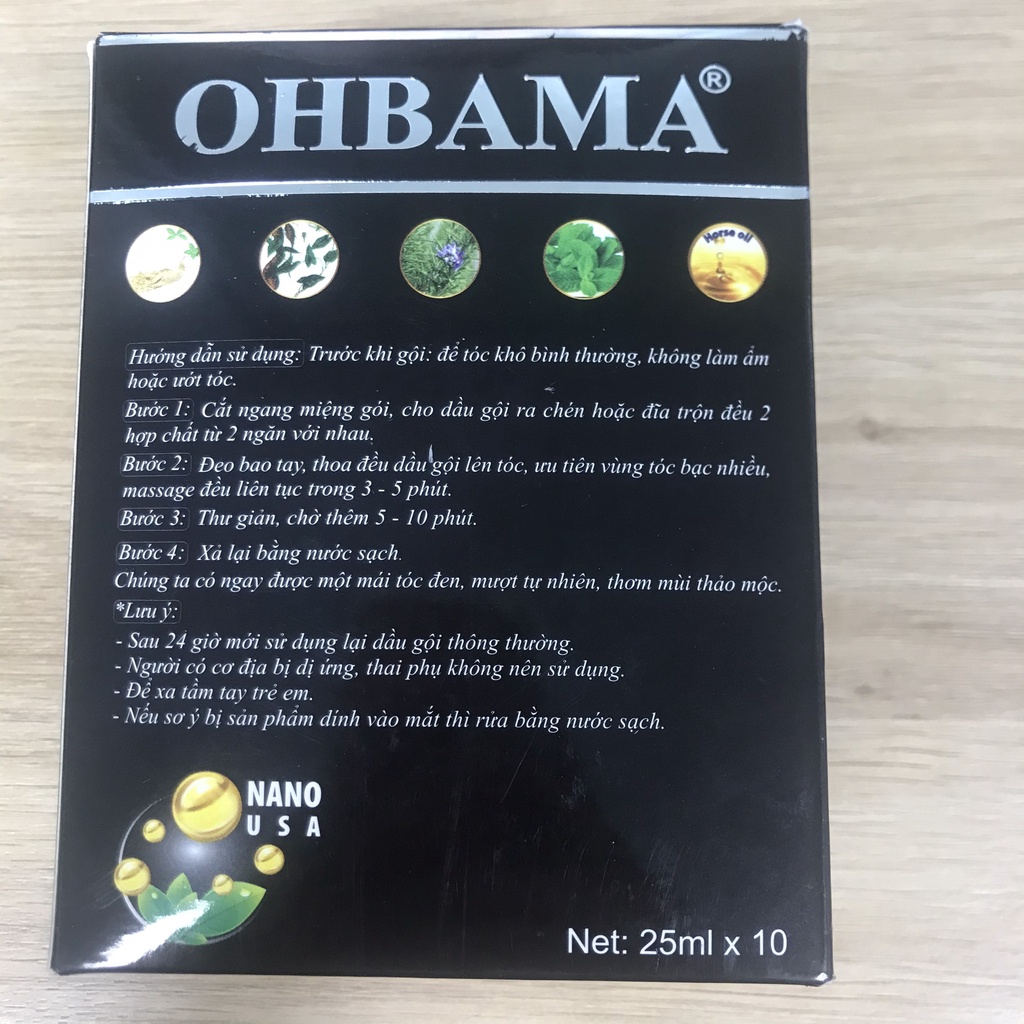 OHBAMA®
Horse oil
Hướng dẫn sử dụng: Trước khi gội: để tóc khô bình thường, không làm ẩm
hoặc ướt tóc.
Bước 1: Cắt ngang miệng gói, cho dầu gội ra chén hoặc đĩa trộn đều 2
hợp chất từ 2 ngăn với nhau.
Bước 2: Đeo bao tay, thoa đều dầu gội lên tóc, ưu tiên vùng tóc bạc nhiều,
massage đều liên tục trong 3 - 5 phút.
Bước 3: Thư giản, chờ thêm 5 - 10 phút.
Bước 4: Xả lại bằng nước sạch.
Chúng ta có ngay được một mái tóc đen, mượt tự nhiên, thơm mùi thảo mộc.
*Lưu ý:
- Sau 24 giờ mới sử dụng lại dầu gội thông thường.
- Người có cơ địa bị dị ứng, thai phụ không nên sử dụng.
- Để xa tầm tay trẻ em.
- Nếu sơ ý bị sản phẩm dính vào mắt thì rửa bằng nước sạch.
NANO
USA
Net: 25ml x 10